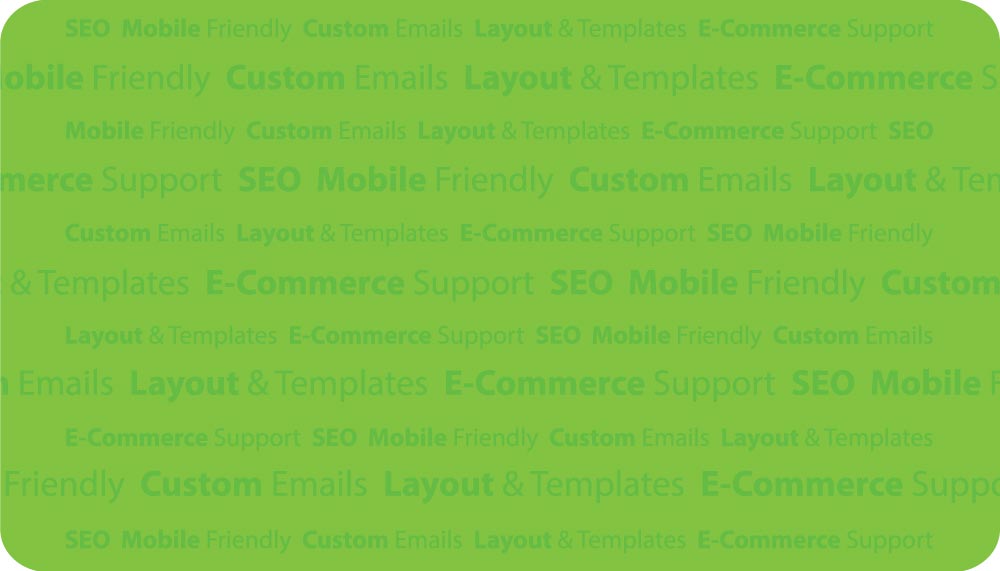 SEO Mobile Friendly Custom Emails Layout & Templates E-Commerce Support
obile Friendly Custom Emails Layout & Templates E-Commerce S
Mobile Friendly Custom Emails Layout & Templates E-Commerce Support SEO
merce Support SEO Mobile Friendly Custom Emails Layout & Tem
Custom Emails Layout & Templates E-Commerce Support SEO Mobile Friendly
& Templates E-Commerce Support SEO Mobile Friendly Custom
Layout & Templates E-Commerce Support SEO Mobile Friendly Custom Emails
m Emails Layout & Templates E-Commerce Support SEO Mobile F
E-Commerce Support SEO Mobile Friendly Custom Emails Layout & Templates
Friendly Custom Emails Layout & Templates E-Commerce Suppo
SEO Mobile Friendly Custom Emails Layout & Templates E-Commerce Support